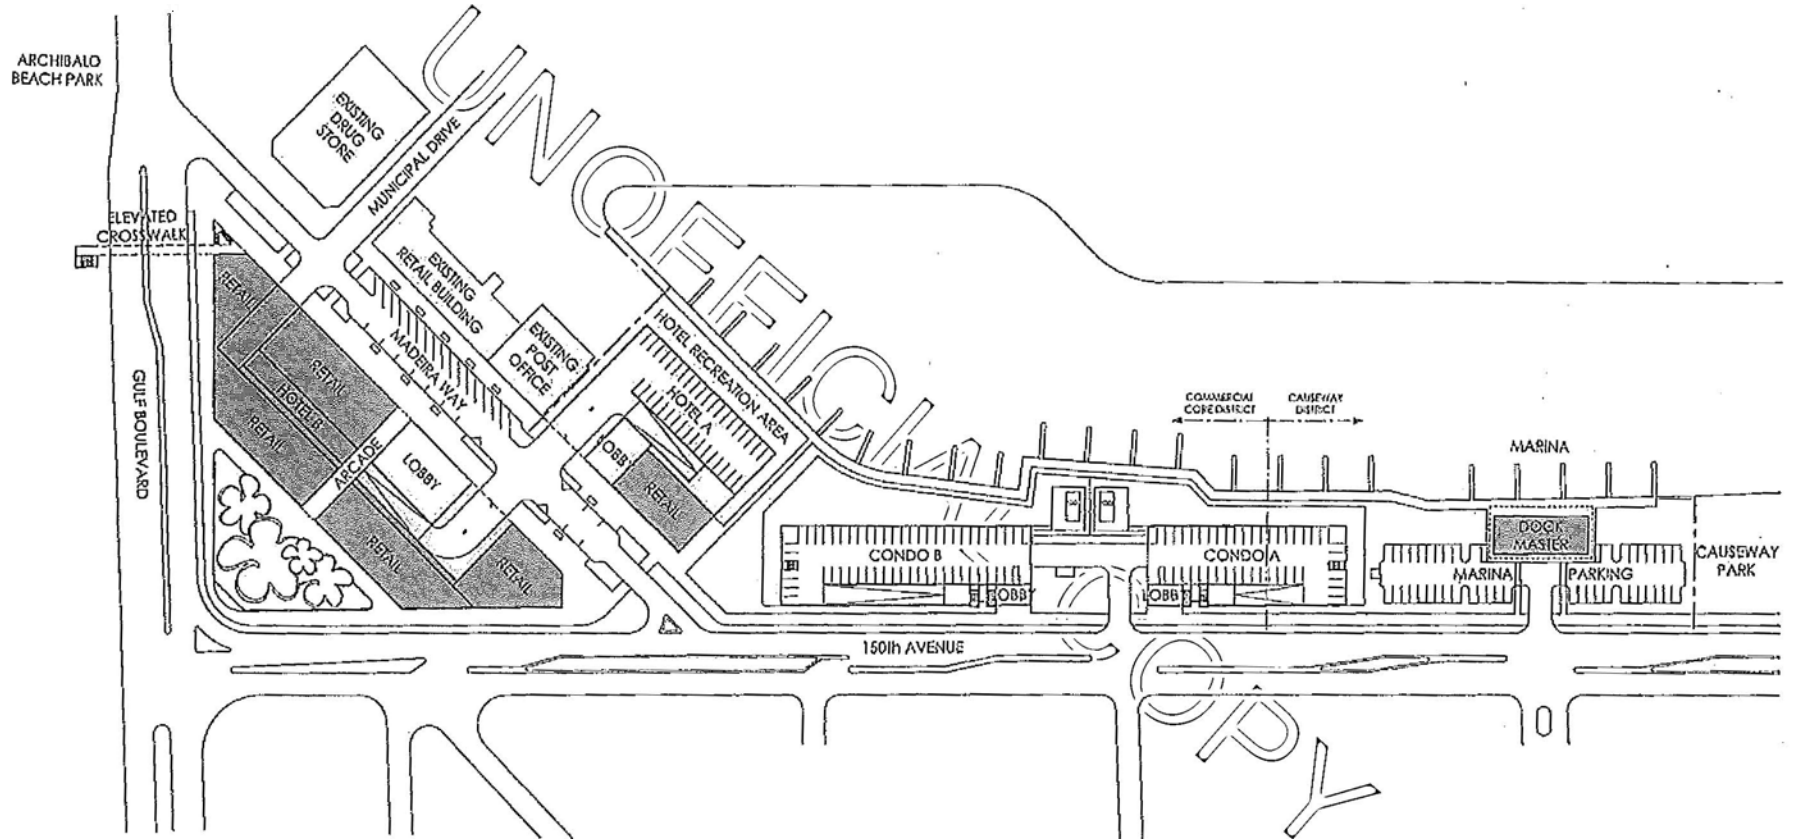 ARCHIBALO
BEACH PARK
EXISTING
DRUG
STORE
MUNICIPAL DRIVE
ELEVATED
CROSSWALK
EXISTING
RETAIL BUILDING
EXISTING
POST
OFFICE
MADEIRA WAY
HOTEL RECREATION AREA
HOTEL A
LOBBY
RETAIL
RETAIL
RETAIL
HOTEL B
RETAIL
ARCADE
LOBBY
RETAIL
RETAIL
GULF BOULEVARD
COMMERCIAL
CORE DISTRICT
CAUSEWAY
DISTRICT
MARINA
DOCK
MASTER
CONDO B
CONDO A
LOBBY
LOBB
MARINA
PARKING
CAUSEWAY
PARK
150th AVENUE
UNOFFICIAL
COPY